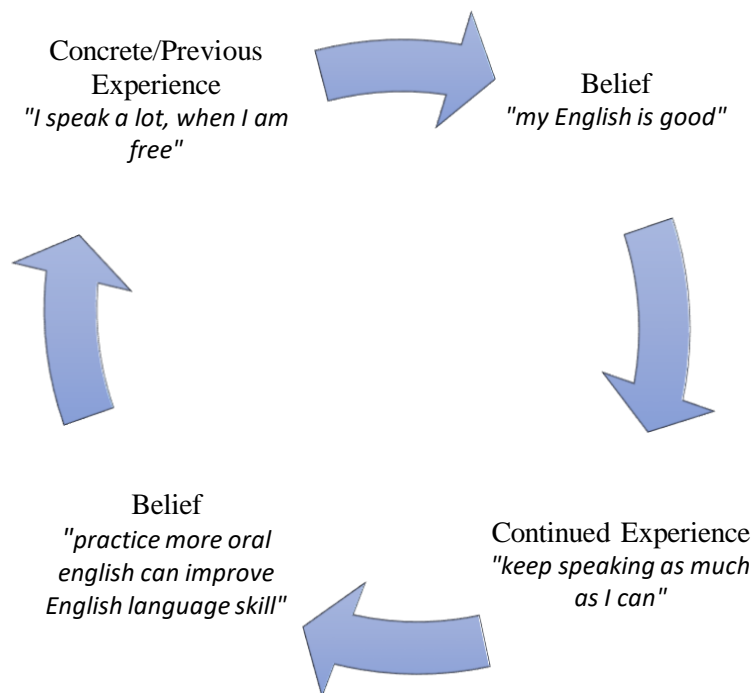 Concrete/Previous
Experience
"I speak a lot, when I am
free"
Belief
"my English is good"
Continued Experience
"keep speaking as much
as I can"
Belief
"practice more oral
english can improve
English language skill"